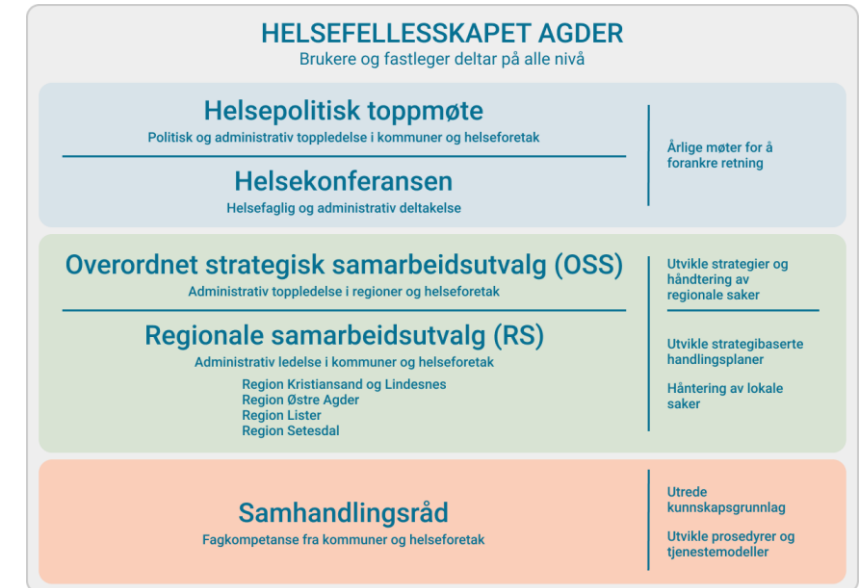 HELSEFELLESSKAPET AGDER
Brukere og fastleger deltar på alle nivå
Helsepolitisk toppmøte
Politisk og administrativ toppledelse i kommuner og helseforetak
Helsekonferansen
Helsefaglig og administrativ deltakelse
Årlige møter for å
forankre retning
Overordnet strategisk samarbeidsutvalg (OSS)
Administrativ toppledelse i regioner og helseforetak
Utvikle strategier og
håndtering av
regionale saker
Regionale samarbeidsutvalg (RS)
Administrativ ledelse i kommuner og helseforetak
Region Kristiansand og Lindesnes
Region Østre Agder
Region Lister
Region Setesdal
Utvikle strategibaserte
handlingsplaner
Håntering av lokale
saker
Samhandlingsråd
Fagkompetanse fra kommuner og helseforetak
Utrede
kunnskapsgrunnlag
Utvikle prosedyrer og
tjenestemodeller